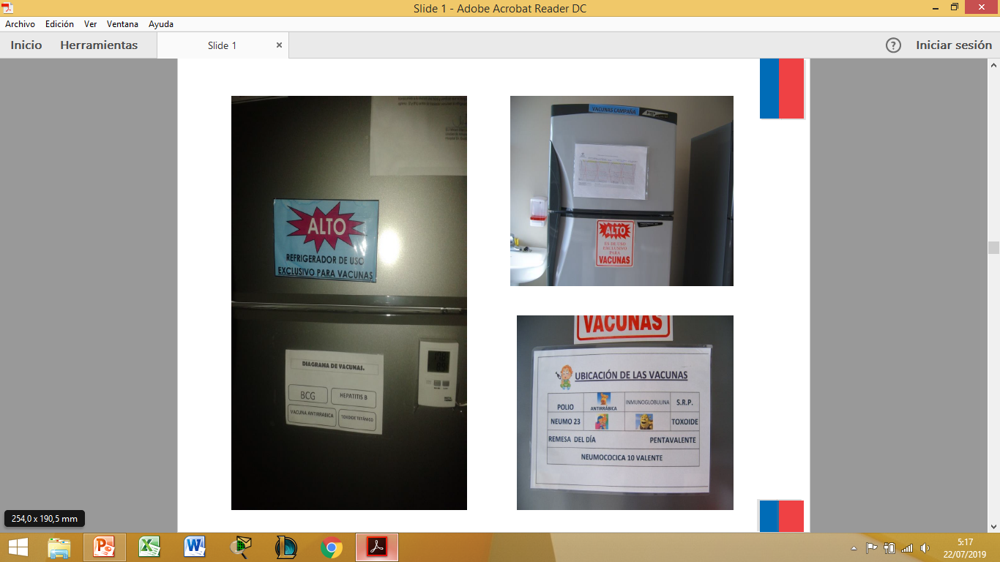 Slide 1 - Adobe Acrobat Reader DC
Archivo Edición Ver Ventana Ayuda
Inicio Herramientas Slide 1 × ? Iniciar sesión
ALTO
REFRIGERADOR DE USO
EXCLUSIVO PARA VACUNAS
DIAGRAMA DE VACUNAS.
BCG HEPATITIS B
VACUNA ANTIRRABICA TOXOIDE TETÁNICO
VACUNAS CAMPAÑA
ALTO
ES DE USO
EXCLUSIVO
PARA
VACUNAS
VACUNAS
UBICACIÓN DE LAS VACUNAS
POLIO ANTIRRÁBICA INMUNOGLOBULINA S.R.P.
NEUMO 23 TOXOIDE
REMESA DEL DÍA PENTAVALENTE
NEUMOCOCICA 10 VALENTE
254,0 x 190,5 mm
5:17
22/07/2019